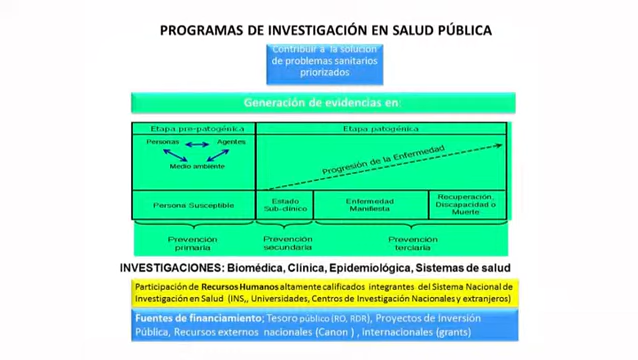 PROGRAMAS DE INVESTIGACIÓN EN SALUD PÚBLICA
Contribuir a la solución
de problemas sanitarios
priorizados
Generación de evidencias en:
Etapa pre-patogénica
Etapa patogénica
Personas
Agentes
Medio ambiente
Progresión de la Enfermedad
Persona Susceptible
Estado
Sub-clínico
Enfermedad
Manifiesta
Recuperación,
Discapacidad o
Muerte
Prevención
primaria
Prevención
secundaria
Prevención
terciaria
INVESTIGACIONES: Biomédica, Clínica, Epidemiológica, Sistemas de salud
Participación de Recursos Humanos altamente calificados integrantes del Sistema Nacional de
Investigación en Salud (INS,, Universidades, Centros de Investigación Nacionales y extranjeros)
Fuentes de financiamiento; Tesoro público (RO, RDR), Proyectos de Inversión
Pública, Recursos externos nacionales (Canon ) , Internacionales (grants)